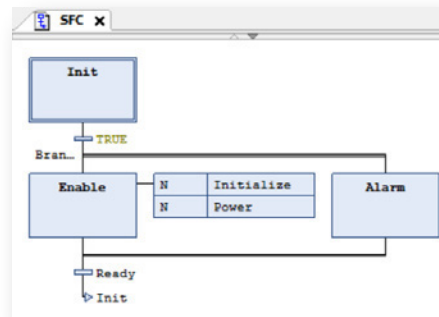 SFC
Init
TRUE
Bran...
Enable
N Initialize
N Power
Alarm
Ready
Init